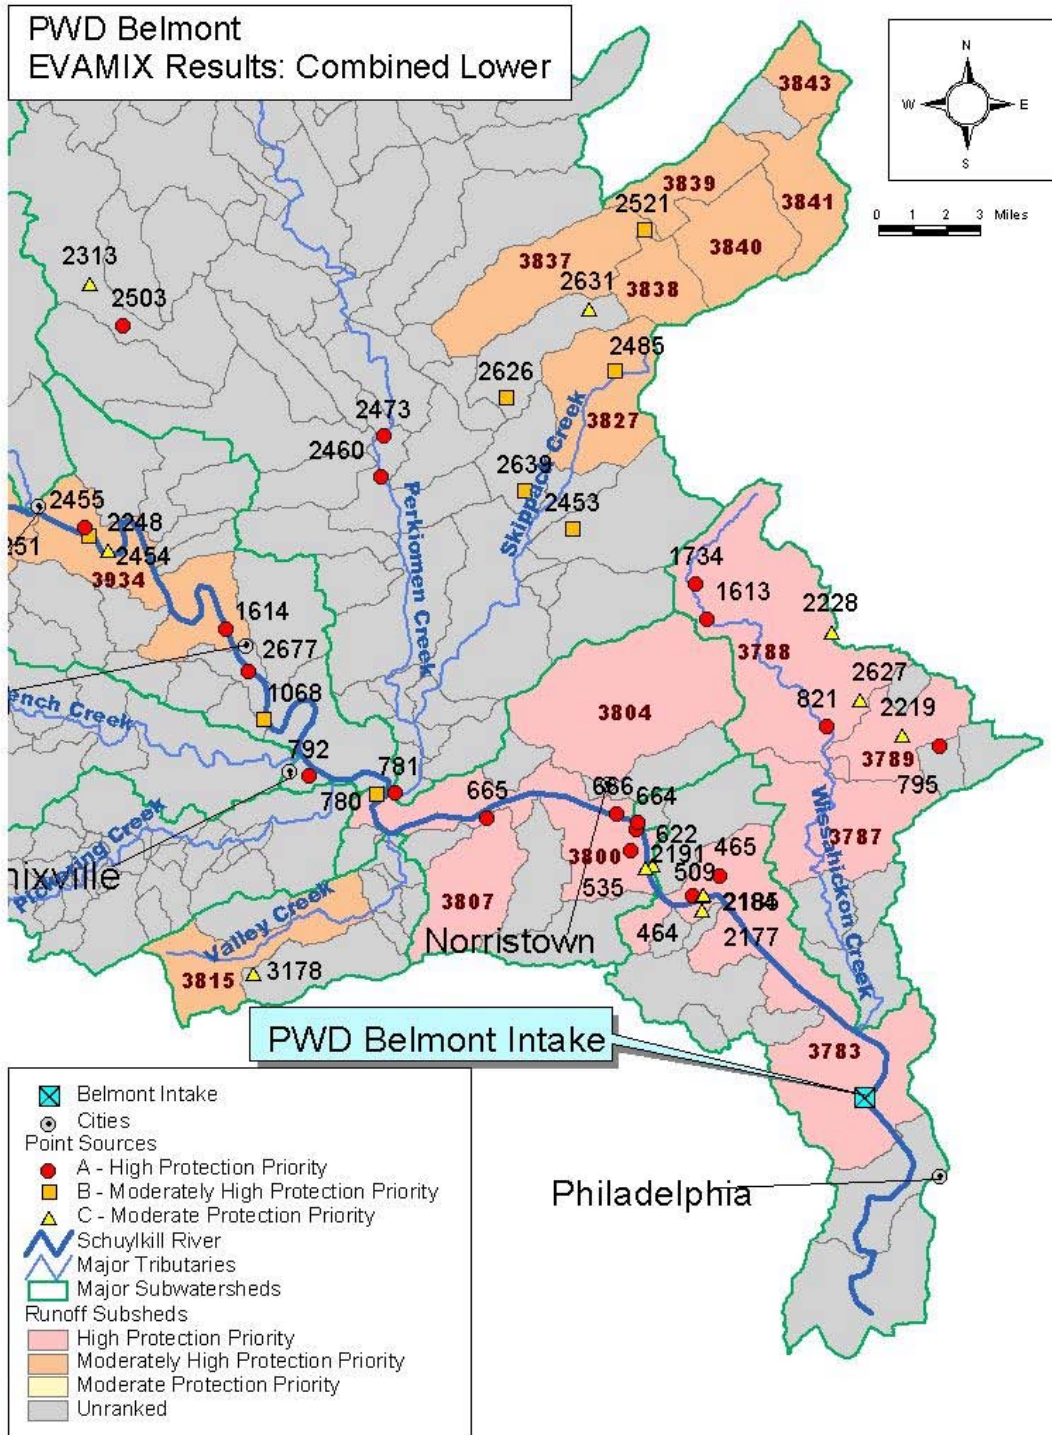 PWD Belmont
EVAMIX Results: Combined Lower
N
W
E
S
0 1 2 3 Miles
3843
3839
2521
3841
3840
3837
2313
2631
3838
2503
2485
2626
3827
2473
2460
2639
2453
Skippack Creek
Perkiomen Creek
2455
2248
251
2454
3934
1734
1613
2228
1614
2677
3788
2627
1068
ench Creek
3804
821
2219
792
781
3789
795
780
665
666
664
622
3787
2191
465
3800
509
535
Wissahickon Creek
nixville
Pickering Creek
3807
2177
464
Norristown
Valley Creek
3815
3178
PWD Belmont Intake
3783
Philadelphia
Belmont Intake
Cities
Point Sources
A - High Protection Priority
B - Moderately High Protection Priority
C - Moderate Protection Priority
Schuylkill River
Major Tributaries
Major Subwatersheds
Runoff Subsheds
High Protection Priority
Moderately High Protection Priority
Moderate Protection Priority
Unranked